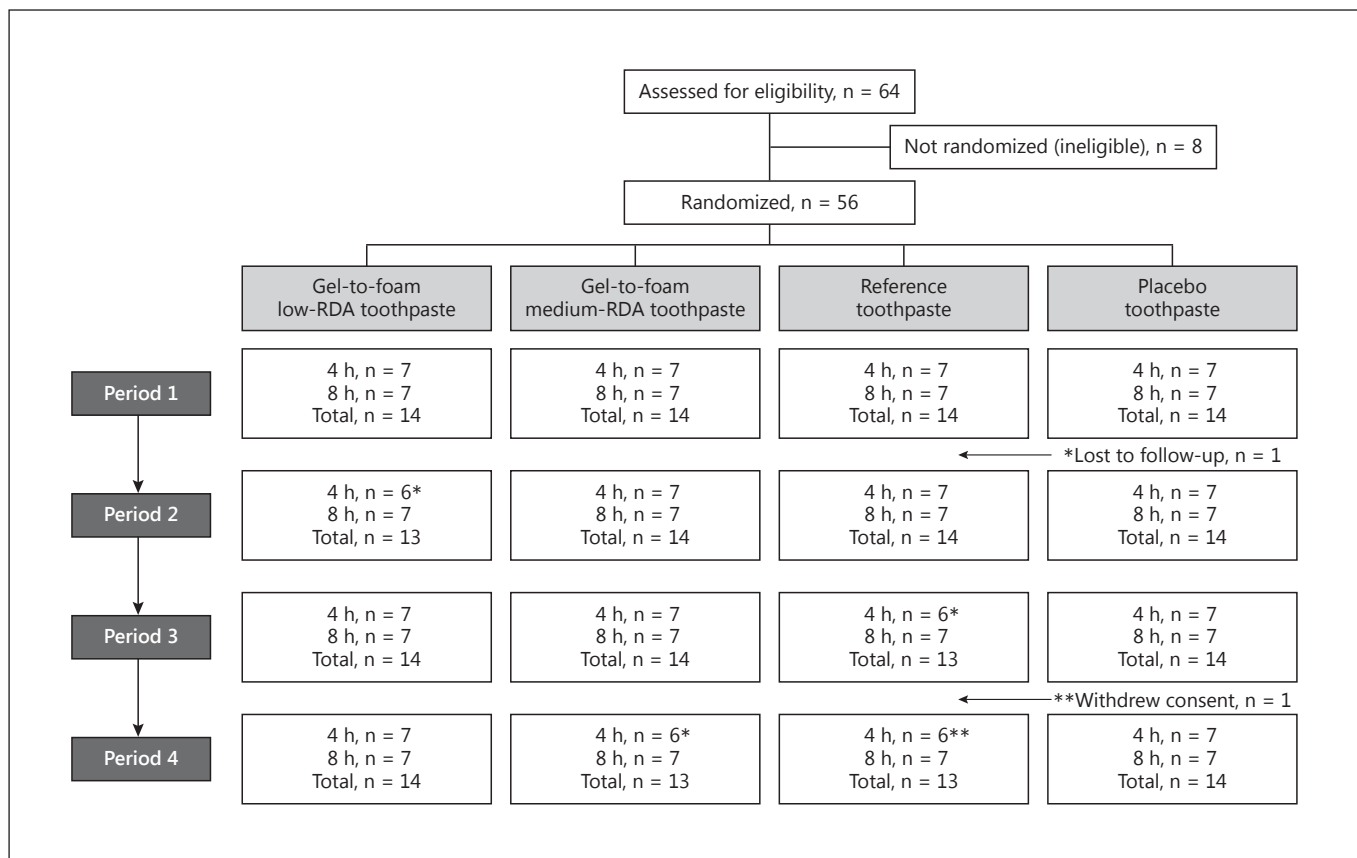 Assessed for eligibility, n = 64
Not randomized (ineligible), n = 8
Randomized, n = 56
Gel-to-foam
low-RDA toothpaste
Gel-to-foam
medium-RDA toothpaste
Reference
toothpaste
Placebo
toothpaste
Period 1
4 h, n = 7
8 h, n = 7
Total, n = 14
4 h, n = 7
8 h, n = 7
Total, n = 14
4 h, n = 7
8 h, n = 7
Total, n = 14
4 h, n = 7
8 h, n = 7
Total, n = 14
*Lost to follow-up, n = 1
Period 2
4 h, n = 6*
8 h, n = 7
Total, n = 13
4 h, n = 7
8 h, n = 7
Total, n = 14
4 h, n = 7
8 h, n = 7
Total, n = 14
4 h, n = 7
8 h, n = 7
Total, n = 14
Period 3
4 h, n = 7
8 h, n = 7
Total, n = 14
4 h, n = 7
8 h, n = 7
Total, n = 14
4 h, n = 6*
8 h, n = 7
Total, n = 13
4 h, n = 7
8 h, n = 7
Total, n = 14
**Withdrew consent, n = 1
Period 4
4 h, n = 7
8 h, n = 7
Total, n = 14
4 h, n = 6*
8 h, n = 7
Total, n = 13
4 h, n = 6**
8 h, n = 7
Total, n = 13
4 h, n = 7
8 h, n = 7
Total, n = 14